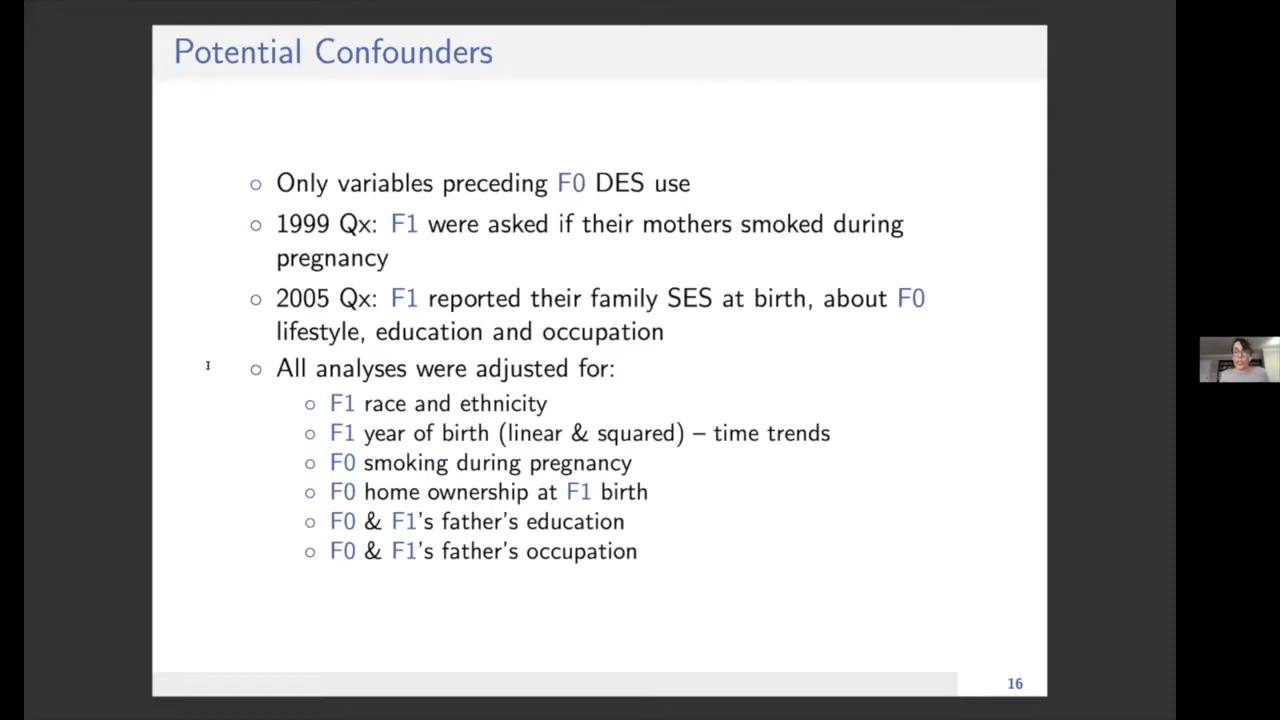 Potential Confounders
○ Only variables preceding F0 DES use
○ 1999 Qx: F1 were asked if their mothers smoked during
pregnancy
○ 2005 Qx: F1 reported their family SES at birth, about F0
lifestyle, education and occupation
○ All analyses were adjusted for:
○ F1 race and ethnicity
○ F1 year of birth (linear & squared) – time trends
○ F0 smoking during pregnancy
○ F0 home ownership at F1 birth
○ F0 & F1's father's education
○ F0 & F1's father's occupation
16